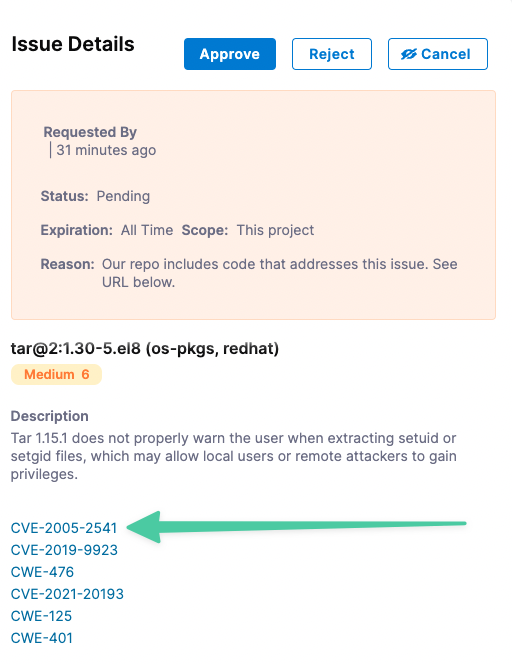 Issue Details
Approve
Reject
Cancel
Requested By
| 31 minutes ago
Status: Pending
Expiration: All Time Scope: This project
Reason: Our repo includes code that addresses this issue. See
URL below.
tar@2:1.30-5.el8 (os-pkgs, redhat)
Medium 6
Description
Tar 1.15.1 does not properly warn the user when extracting setuid or
setgid files, which may allow local users or remote attackers to gain
privileges.
CVE-2005-2541
CVE-2019-9923
CWE-476
CVE-2021-20193
CWE-125
CWE-401